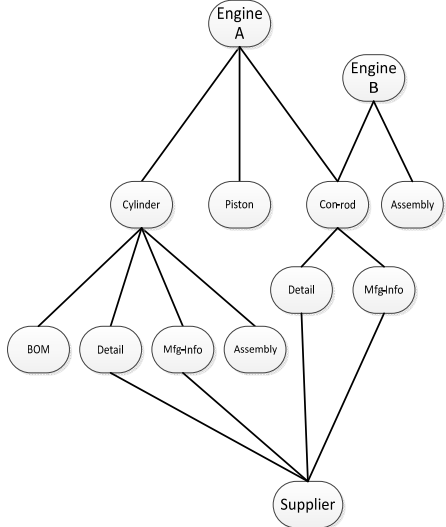 Engine
A
Engine
B
Cylinder
Piston
Con-rod
Assembly
Detail
Mfg-Info
BOM
Detail
Mfg-Info
Assembly
Supplier